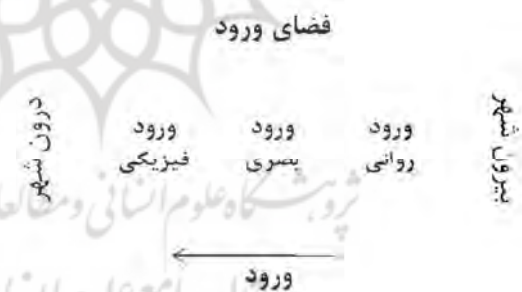 فضای ورود
بیرون شهر
ورود روانی
ورود بصری
ورود فیزیکی
درون شهر
ورود